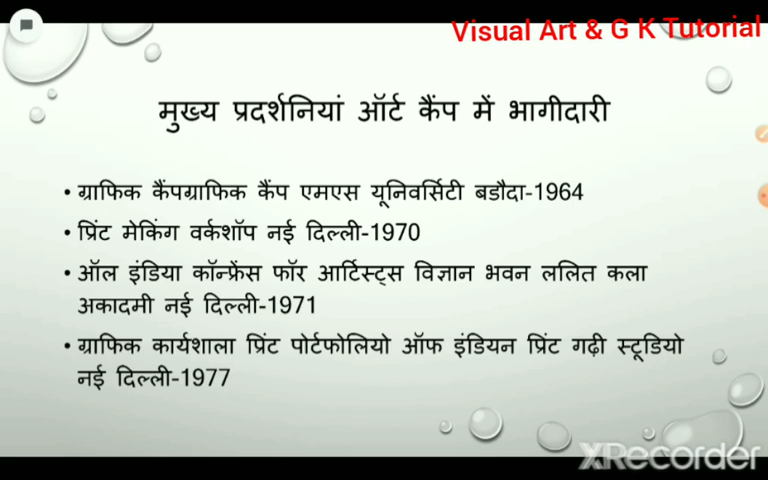 Visual Art & G K Tutorial
मुख्य प्रदर्शनियां ऑर्ट कैंप में भागीदारी
• ग्राफिक कैंपग्राफिक कैंप एमएस यूनिवर्सिटी बडौदा-1964
• प्रिंट मेकिंग वर्कशॉप नई दिल्ली-1970
• ऑल इंडिया कॉन्फ्रेंस फॉर आर्टिस्ट्स विज्ञान भवन ललित कला
अकादमी नई दिल्ली-1971
• ग्राफिक कार्यशाला प्रिंट पोर्टफोलियो ऑफ इंडियन प्रिंट गढ़ी स्टूडियो
नई दिल्ली-1977
XRecorder